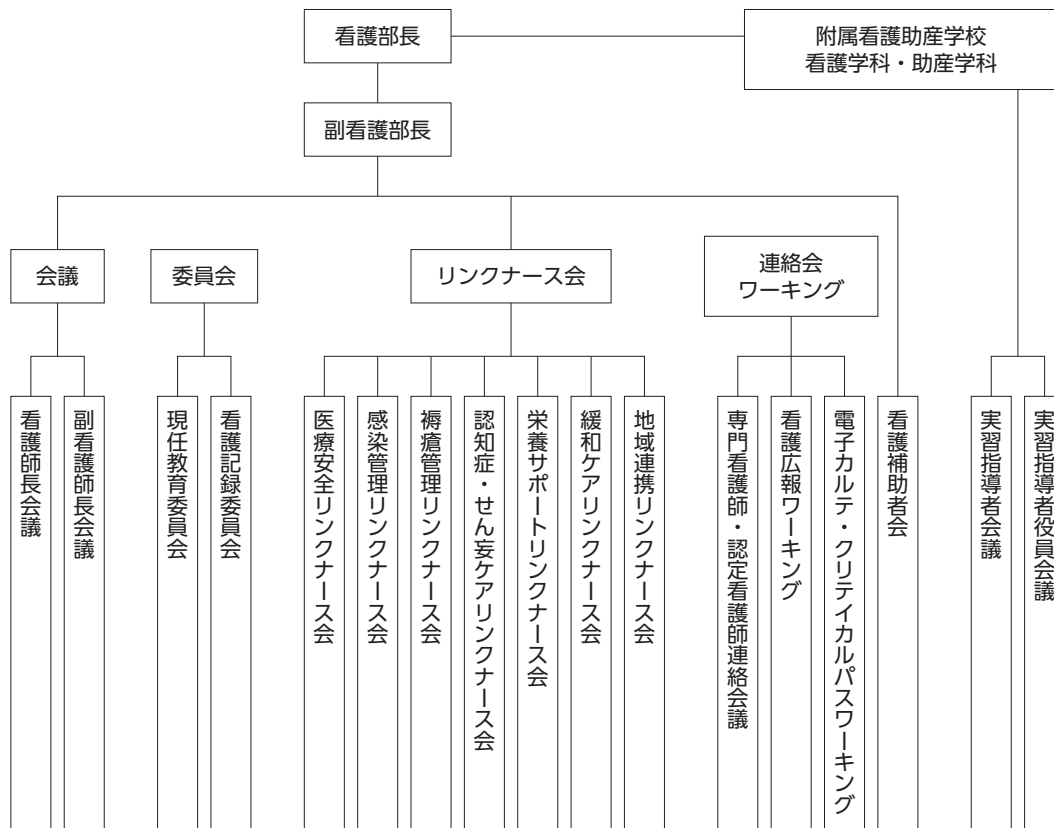 看護部長
附属看護助産学校
看護学科・助産学科
副看護部長
会議
委員会
リンクナース会
連絡会
ワーキング
看護師長会議
副看護師長会議
現任教育委員会
看護記録委員会
医療安全リンクナース会
感染管理リンクナース会
褥瘡管理リンクナース会
認知症・せん妄ケアリンクナース会
栄養サポートリンクナース会
緩和ケアリンクナース会
地域連携リンクナース会
専門看護師・認定看護師連絡会議
看護広報ワーキング
電子カルテ・クリテイカルパスワーキング
看護補助者会
実習指導者会議
実習指導者役員会議